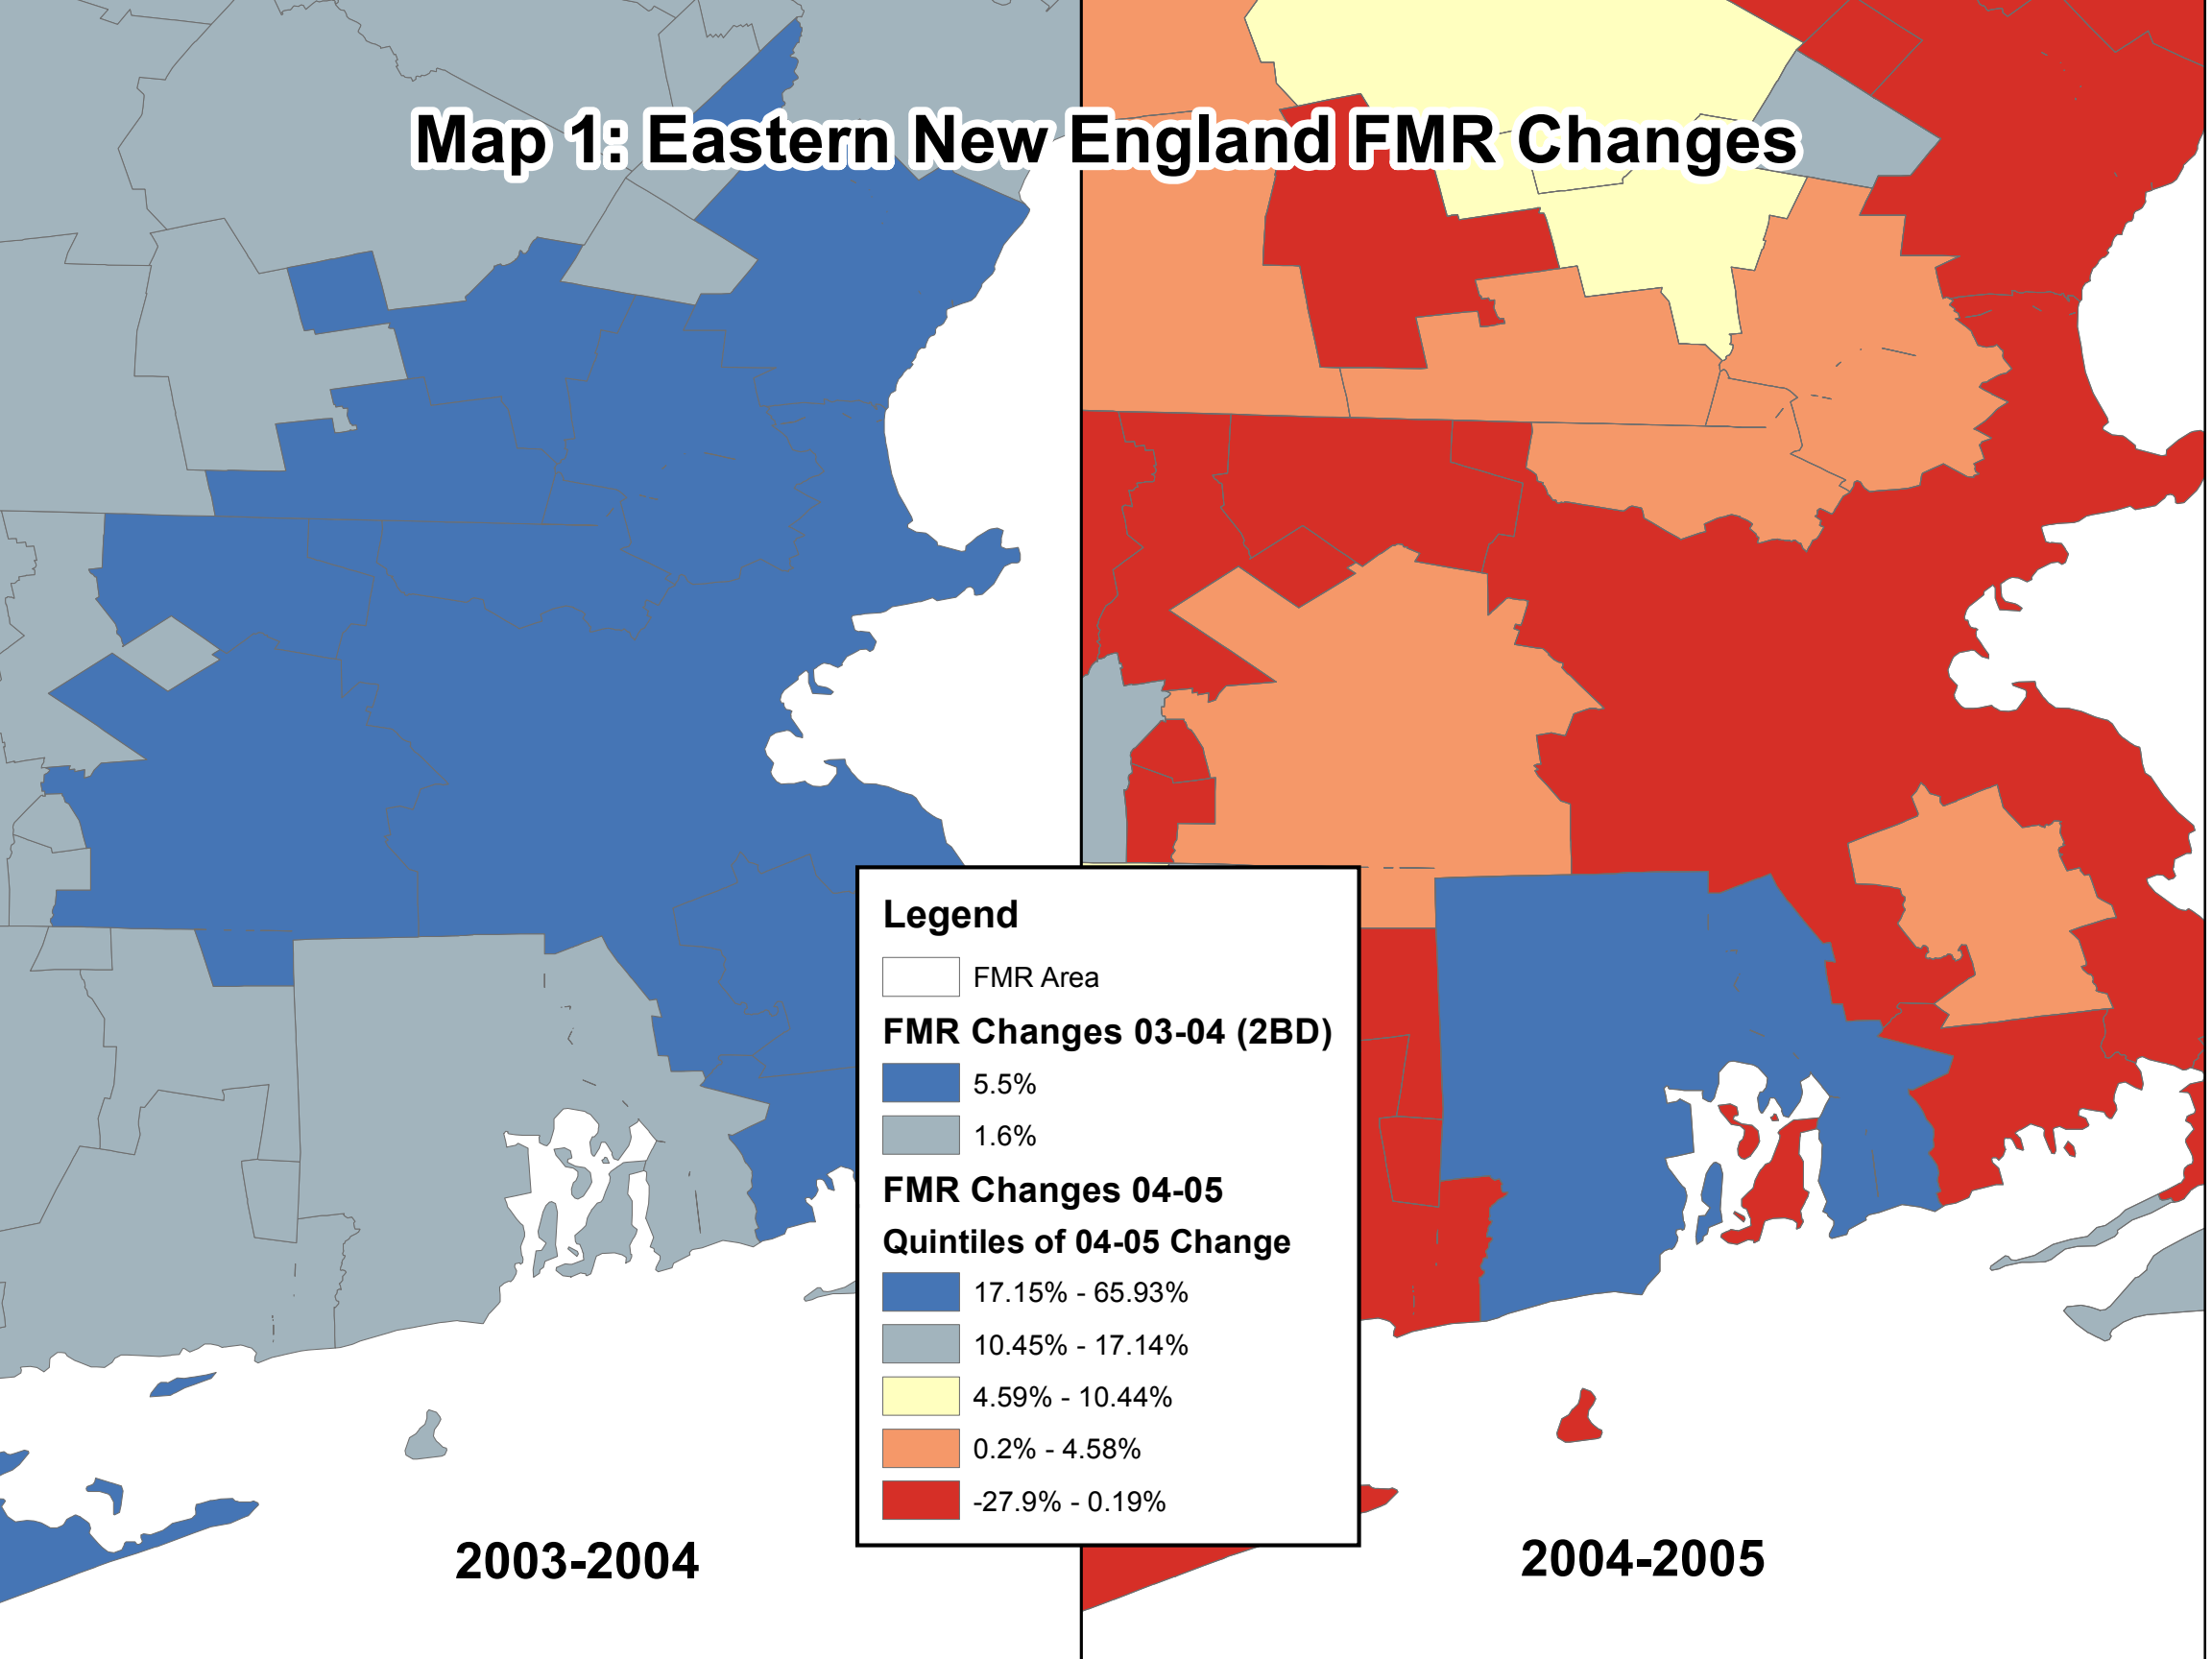 Map 1: Eastern New England FMR Changes
Legend
FMR Area
FMR Changes 03-04 (2BD)
5.5%
1.6%
FMR Changes 04-05
Quintiles of 04-05 Change
17.15% - 65.93%
10.45% - 17.14%
4.59% - 10.44%
0.2% - 4.58%
-27.9% - 0.19%
2003-2004
2004-2005